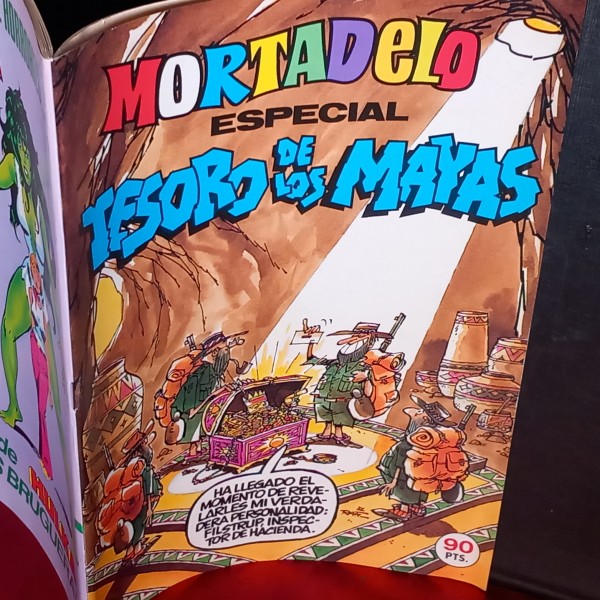 MORTADELO
ESPECIAL
TESORO DE LOS MAYAS
HA LLEGADO EL
MOMENTO DE REVE-
LARLES MI VERDA-
DERA PERSONALIDAD:
FILSTRUP, INSPEC-
TOR DE HACIENDA.
90
PTS.
de HULKA
BRUGUERA